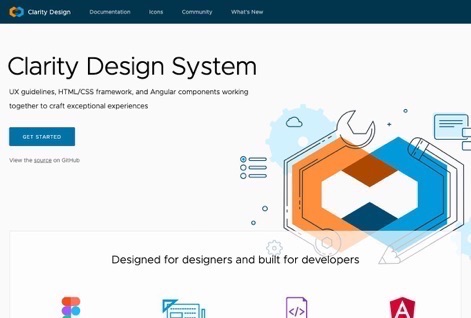 Clarity Design
Documentation
Icons
Community
What's New
Clarity Design System
UX guidelines, HTML/CSS framework, and Angular components working
together to craft exceptional experiences
GET STARTED
View the source on GitHub
Designed for designers and built for developers